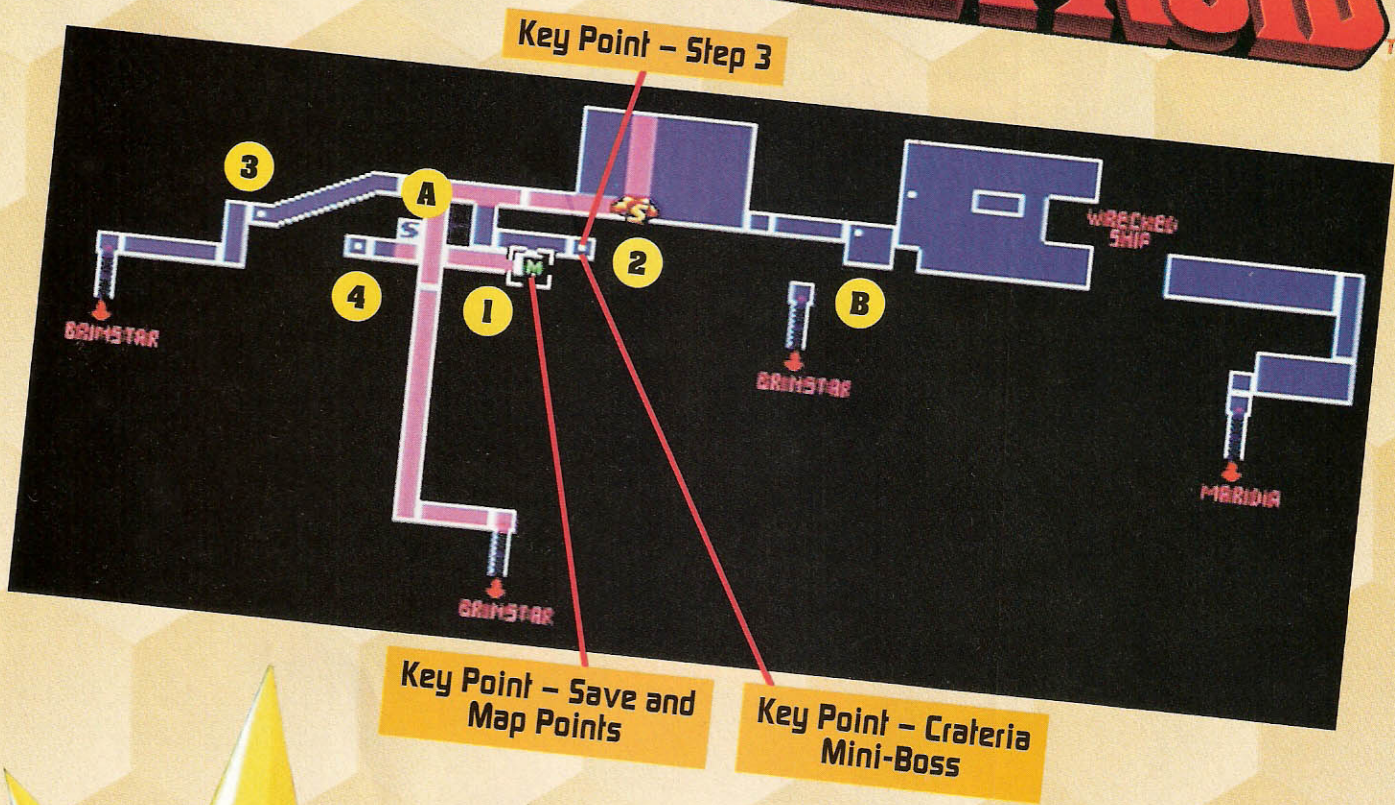 TROID
Key Point – Step 3
3
A
S
S
WRECKED
SHIP
2
4
1
M
B
BRINSTAR
BRINSTAR
MARIDIA
BRINSTAR
Key Point – Save and
Map Points
Key Point – Crateria
Mini-Boss